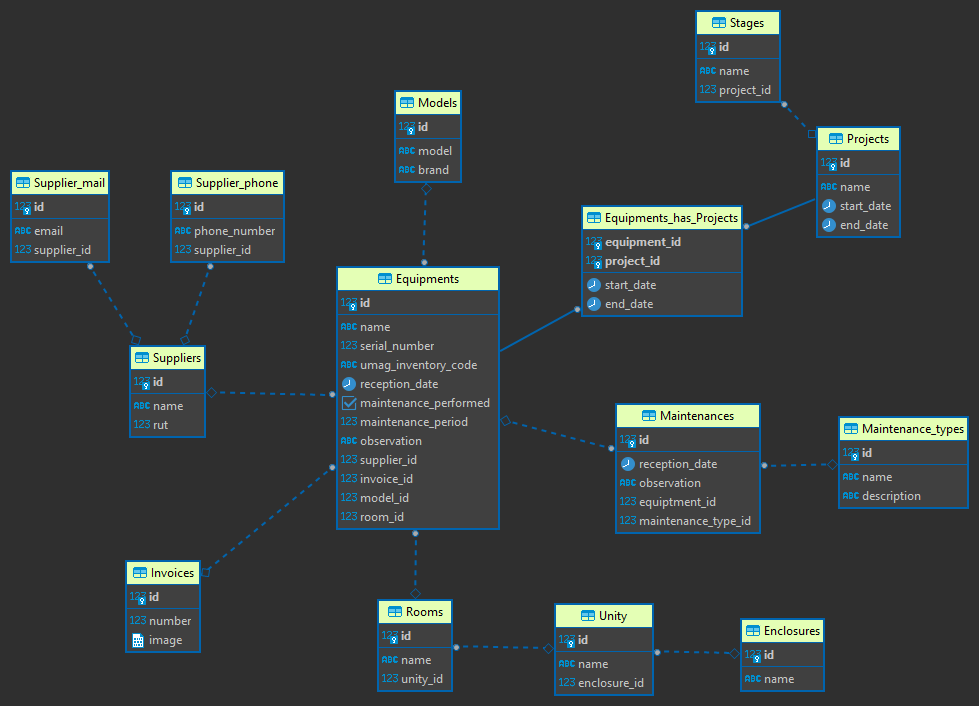 Stages
123 id
ABC name
123 project_id
Models
123 id
ABC model
ABC brand
Projects
123 id
ABC name
start_date
end_date
Supplier_mail
123 id
ABC email
123 supplier_id
Supplier_phone
123 id
ABC phone_number
123 supplier_id
Equipments_has_Projects
123 equipment_id
123 project_id
start_date
end_date
Equipments
123 id
ABC name
123 serial_number
ABC umag_inventory_code
reception_date
maintenance_performed
123 maintenance_period
ABC observation
123 supplier_id
123 invoice_id
123 model_id
123 room_id
Suppliers
123 id
ABC name
123 rut
Maintenances
123 id
reception_date
ABC observation
123 equiptment_id
123 maintenance_type_id
Maintenance_types
123 id
ABC name
ABC description
Invoices
123 id
123 number
image
Rooms
123 id
ABC name
123 unity_id
Unity
123 id
ABC name
123 enclosure_id
Enclosures
123 id
ABC name